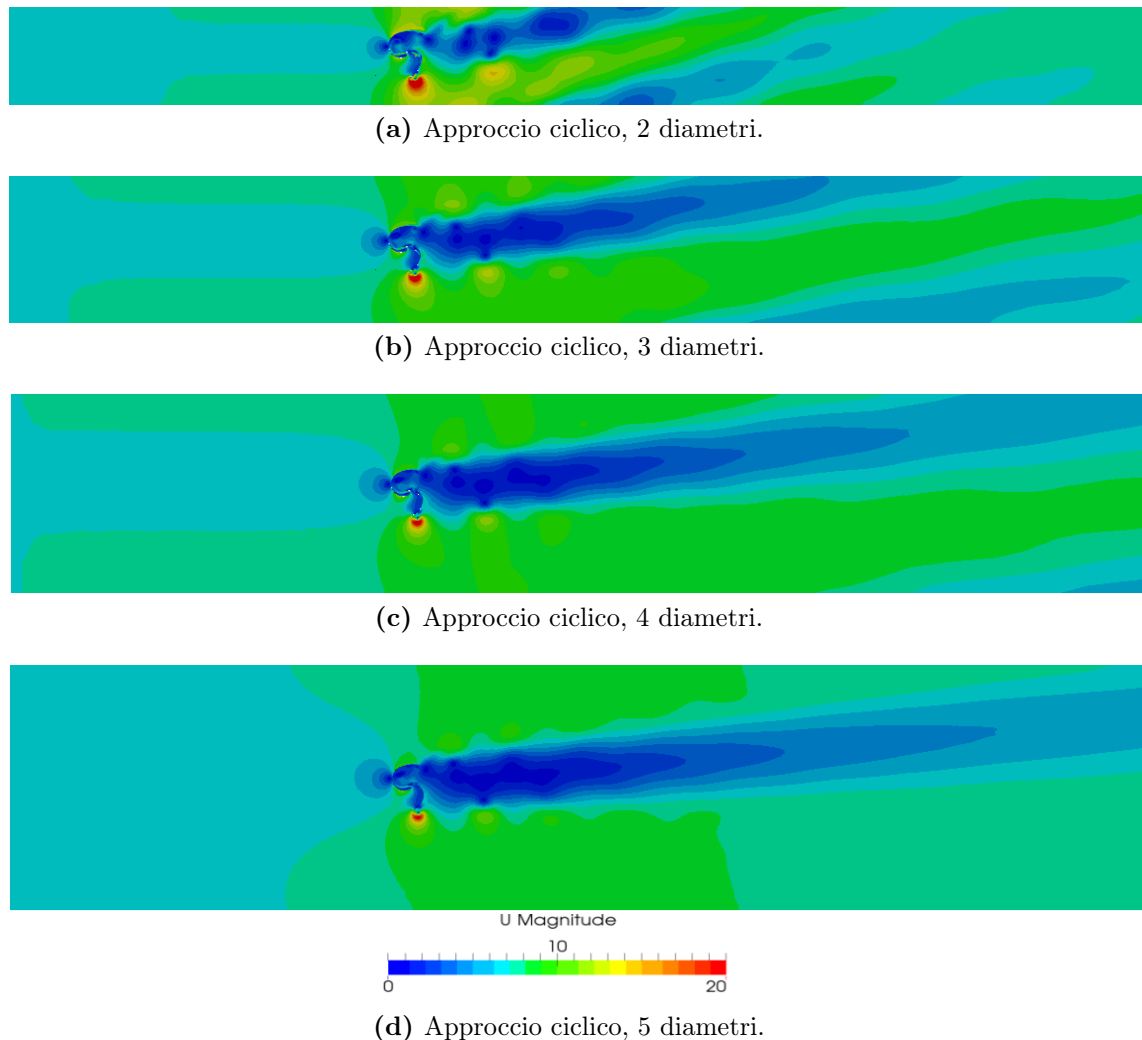 (a) Approccio ciclico, 2 diametri.
(b) Approccio ciclico, 3 diametri.
(c) Approccio ciclico, 4 diametri.
U Magnitude
10
0 20
(d) Approccio ciclico, 5 diametri.